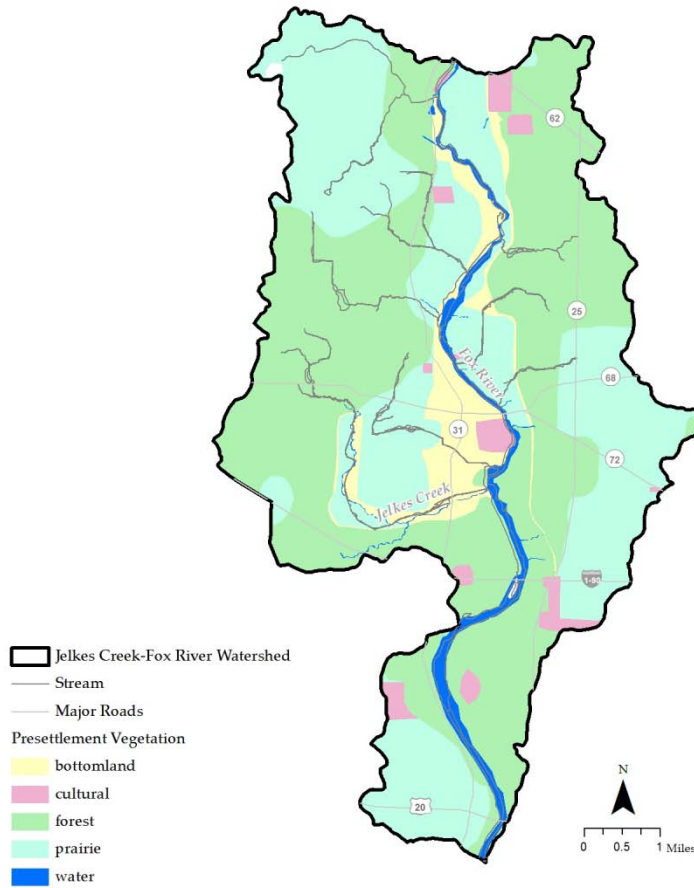 62
25
Fox River
68
31
72
Jelkes Creek
I-90
20
Jelkes Creek-Fox River Watershed
Stream
Major Roads
Presettlement Vegetation
bottomland
cultural
forest
prairie
water
N
0 0.5 1 Miles